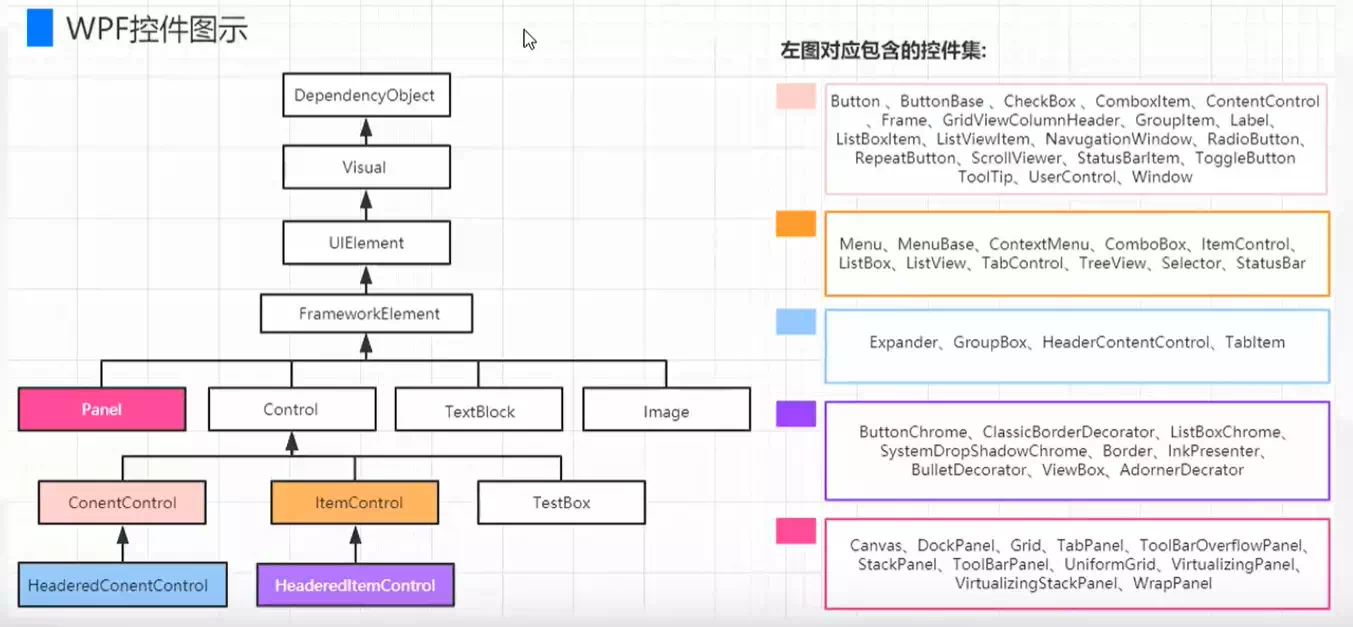 WPF控件图示
DependencyObject
Visual
UIElement
FrameworkElement
Panel
Control
TextBlock
Image
ConentControl
ItemControl
TestBox
HeaderedConentControl
HeaderedItemControl
左图对应包含的控件集:
Button 、ButtonBase 、CheckBox 、ComboxItem、ContentControl
、Frame、GridViewColumnHeader、GroupItem、Label、
ListBoxItem、ListViewItem、NavugationWindow、RadioButton、
RepeatButton、ScrollViewer、StatusBarItem、ToggleButton
ToolTip、UserControl、Window
Menu、MenuBase、ContextMenu、ComboBox、ItemControl、
ListBox、ListView、TabControl、TreeView、Selector、StatusBar
Expander、GroupBox、HeaderContentControl、TabItem
ButtonChrome、ClassicBorderDecorator、ListBoxChrome、
SystemDropShadowChrome、Border、InkPresenter、
BulletDecorator、ViewBox、AdornerDecrator
Canvas、DockPanel、Grid、TabPanel、ToolBarOverflowPanel、
StackPanel、ToolBarPanel、UniformGrid、VirtualizingPanel、
VirtualizingStackPanel、WrapPanel